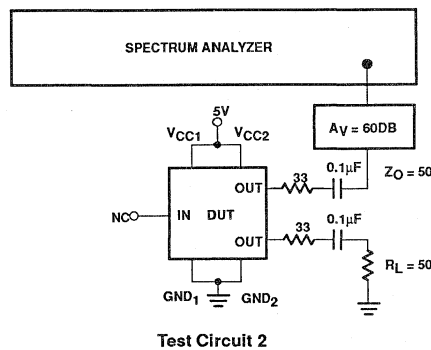 SPECTRUM ANALYZER
5V
VCC1 VCC2
AV = 60DB
0.1µF
ZO = 50
OUT
33
NC
IN DUT
0.1µF
33
OUT
RL = 50
GND1 GND2
Test Circuit 2